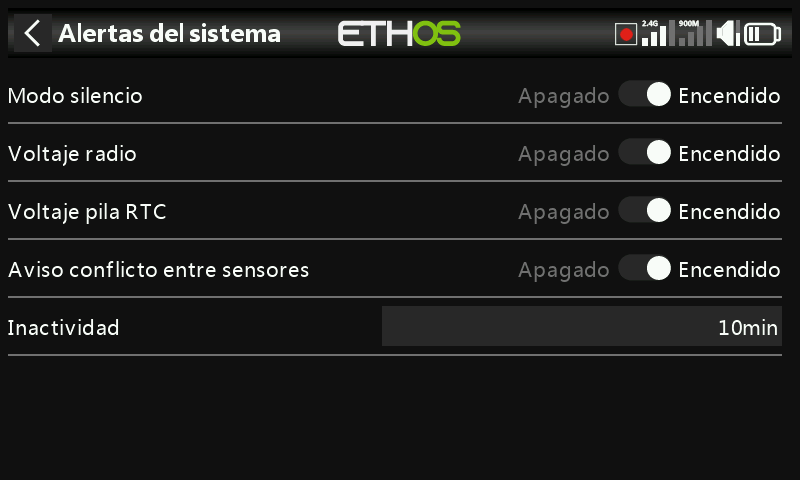 Alertas del sistema ETHOS 2.4G 900M
Modo silencio Apagado Encendido
Voltaje radio Apagado Encendido
Voltaje pila RTC Apagado Encendido
Aviso conflicto entre sensores Apagado Encendido
Inactividad 10min